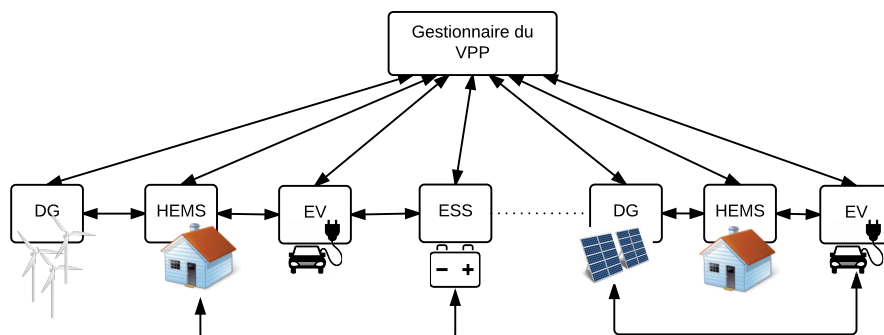 Gestionnaire du
VPP
DG
HEMS
EV
ESS
DG
HEMS
EV